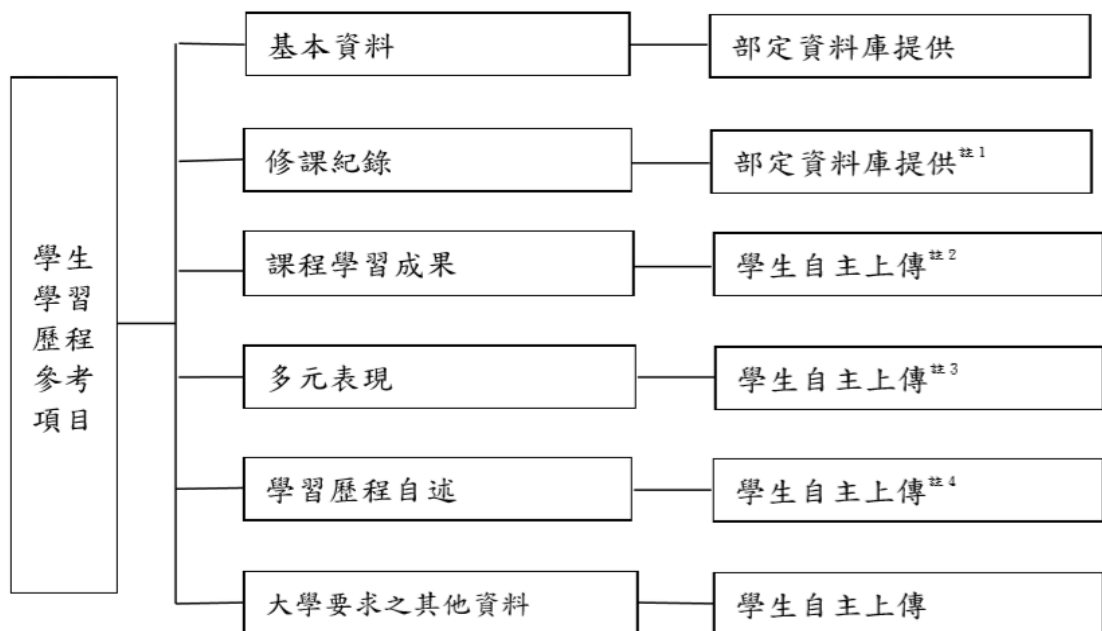 學生
學習
歷程
參考
項目
基本資料
部定資料庫提供
修課紀錄
部定資料庫提供註1
課程學習成果
學生自主上傳註2
多元表現
學生自主上傳註3
學習歷程自述
學生自主上傳註4
大學要求之其他資料
學生自主上傳